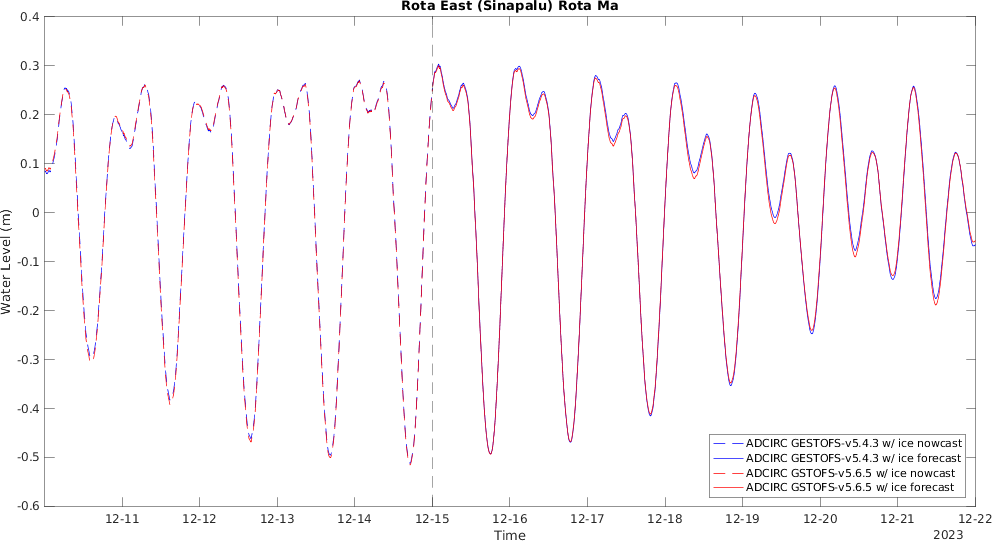 Rota East (Sinapalu) Rota Ma
0.4
0.3
0.2
0.1
0
-0.1
-0.2
-0.3
-0.4
-0.5
-0.6
Water Level (m)
ADCIRC GESTOFS-v5.4.3 w/ ice nowcast
ADCIRC GESTOFS-v5.4.3 w/ ice forecast
ADCIRC GSTOFS-v5.6.5 w/ ice nowcast
ADCIRC GSTOFS-v5.6.5 w/ ice forecast
12-11 12-12 12-13 12-14 12-15 12-16 12-17 12-18 12-19 12-20 12-21 12-22
Time
2023